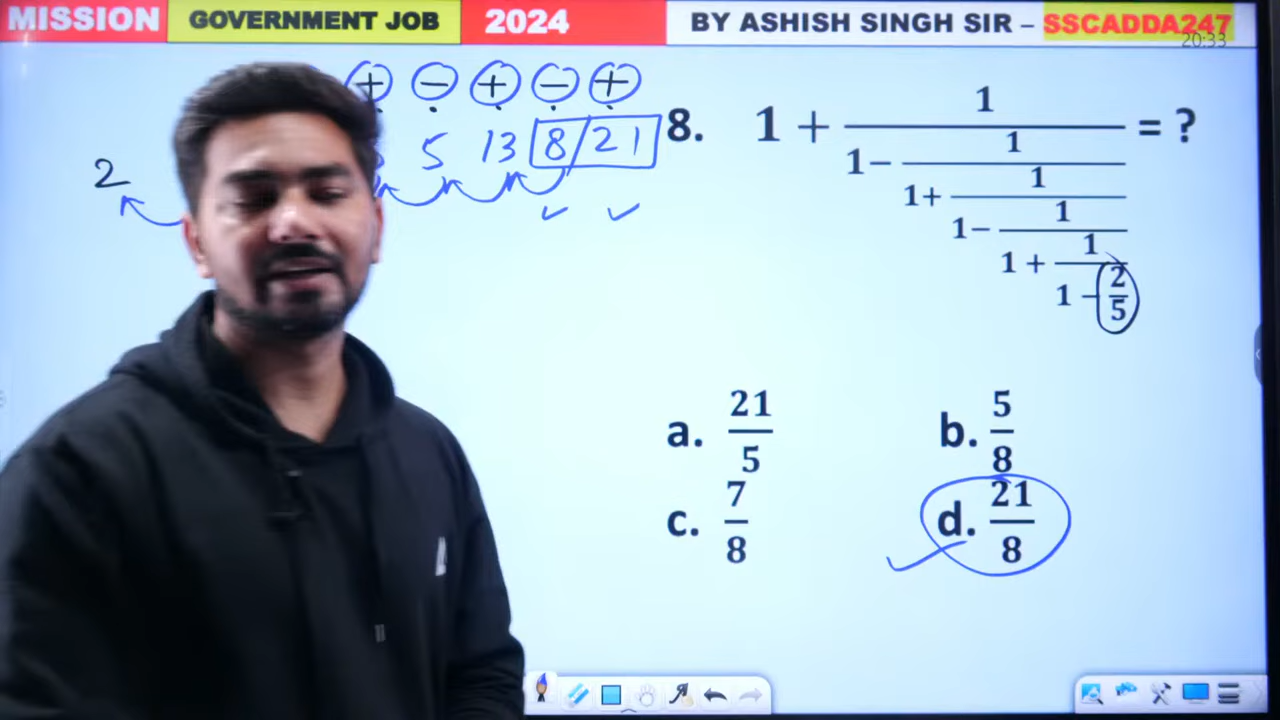 MISSION GOVERNMENT JOB 2024 BY ASHISH SINGH SIR – SSCADDA247
20:33
+ − + − +
2 5 13 8/21
8. 1 + 1/(1− 1/(1+ 1/(1− 1/(1 + 1/(1 − 2/5))))) = ?
a. 21/5 b. 5/8
c. 7/8 d. 21/8